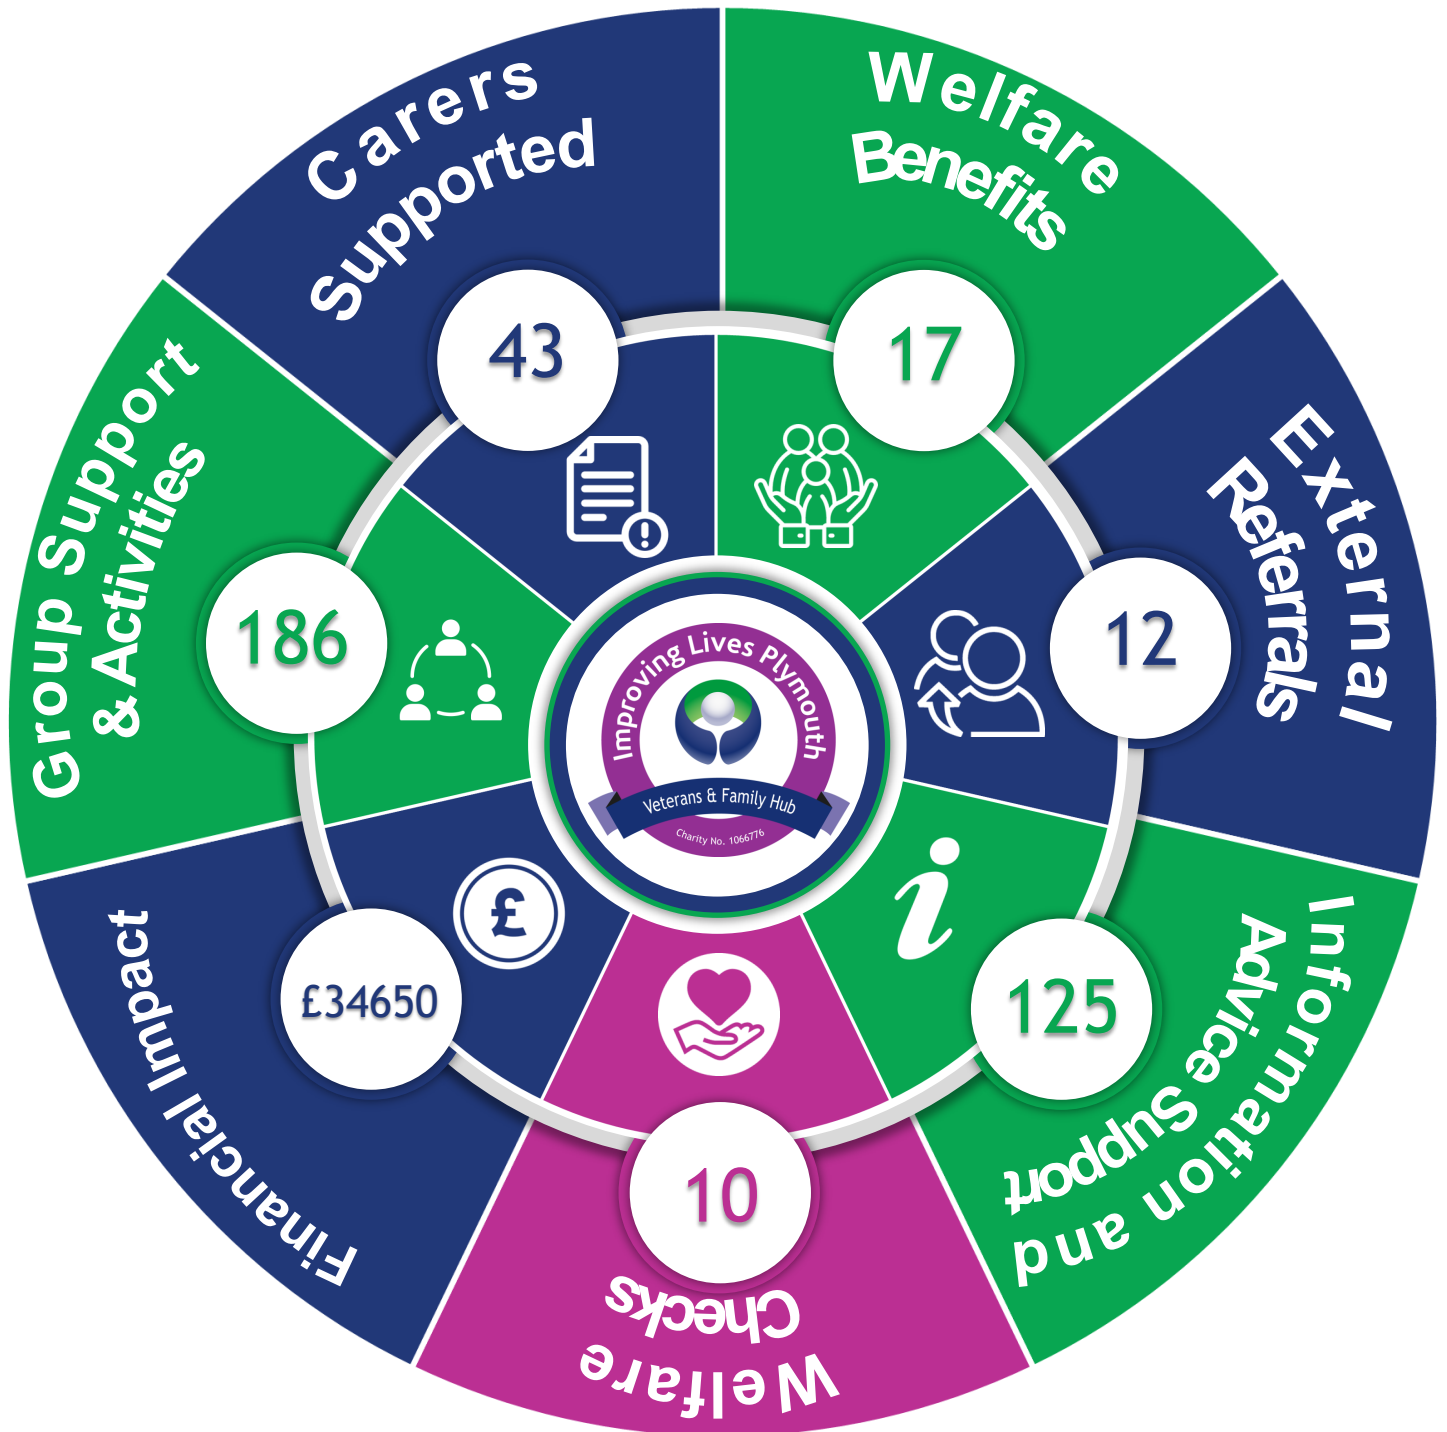 Welfare
Benefits
17
External
Referrals
12
Information and
Advice Support
125
Welfare
Checks
10
Financial Impact
£34650
Group Support
& Activities
186
Carers
Supported
43
£
Improving Lives Plymouth
Veterans & Family Hub
Charity No. 1066776